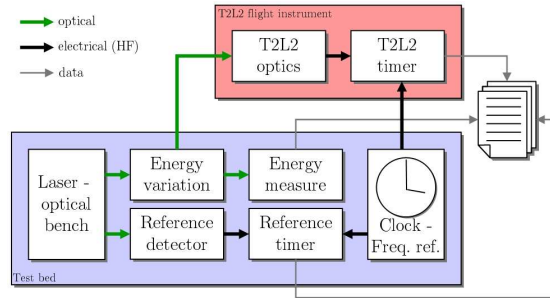 optical
electrical (HF)
data
T2L2 flight instrument
T2L2
optics
T2L2
timer
Laser -
optical
bench
Energy
variation
Energy
measure
Reference
detector
Reference
timer
Clock -
Freq. ref.
Test bed